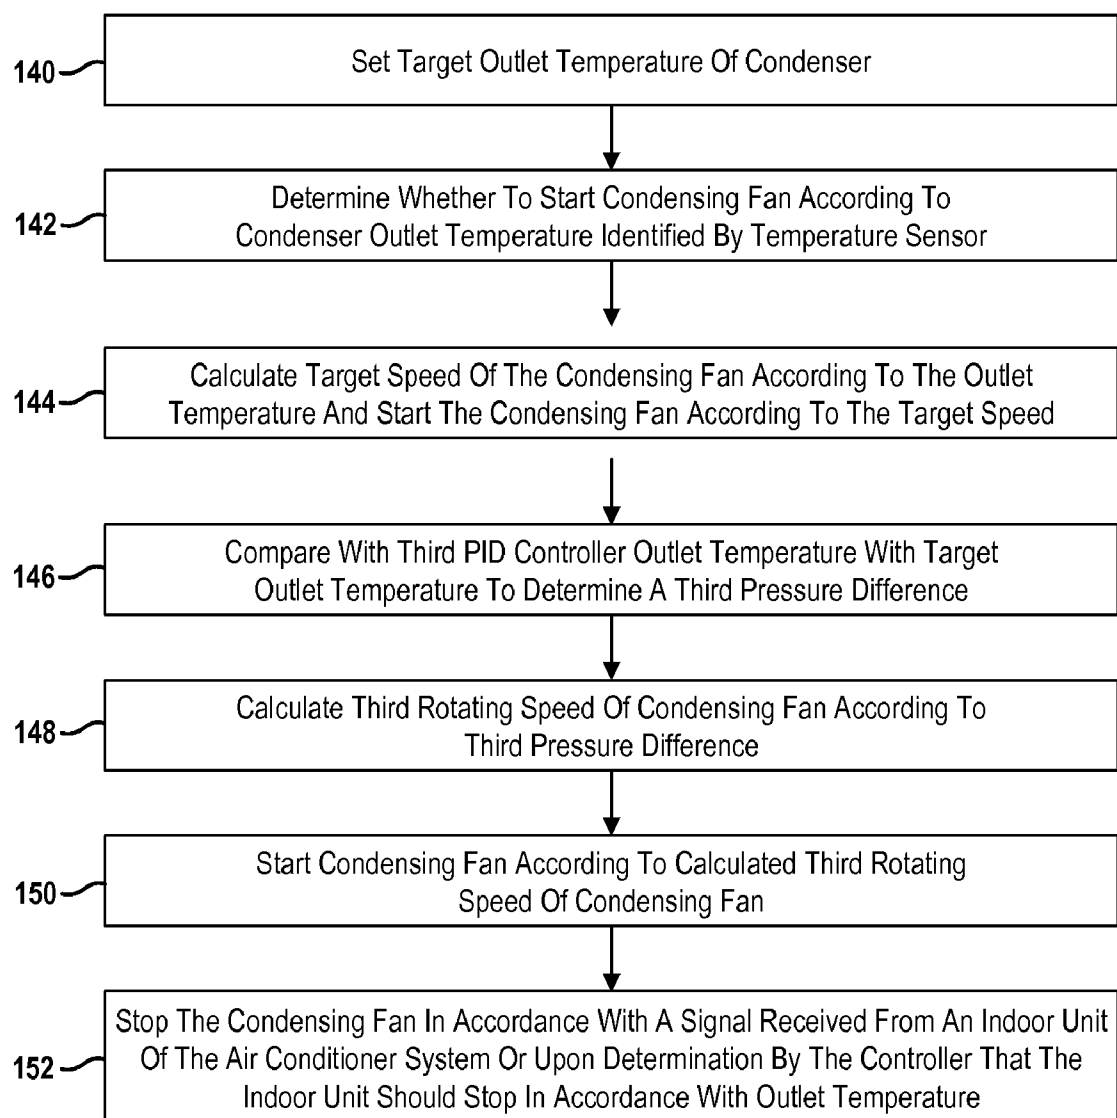 140
Set Target Outlet Temperature Of Condenser
142
Determine Whether To Start Condensing Fan According To
Condenser Outlet Temperature Identified By Temperature Sensor
144
Calculate Target Speed Of The Condensing Fan According To The Outlet
Temperature And Start The Condensing Fan According To The Target Speed
146
Compare With Third PID Controller Outlet Temperature With Target
Outlet Temperature To Determine A Third Pressure Difference
148
Calculate Third Rotating Speed Of Condensing Fan According To
Third Pressure Difference
150
Start Condensing Fan According To Calculated Third Rotating
Speed Of Condensing Fan
152
Stop The Condensing Fan In Accordance With A Signal Received From An Indoor Unit
Of The Air Conditioner System Or Upon Determination By The Controller That The
Indoor Unit Should Stop In Accordance With Outlet Temperature